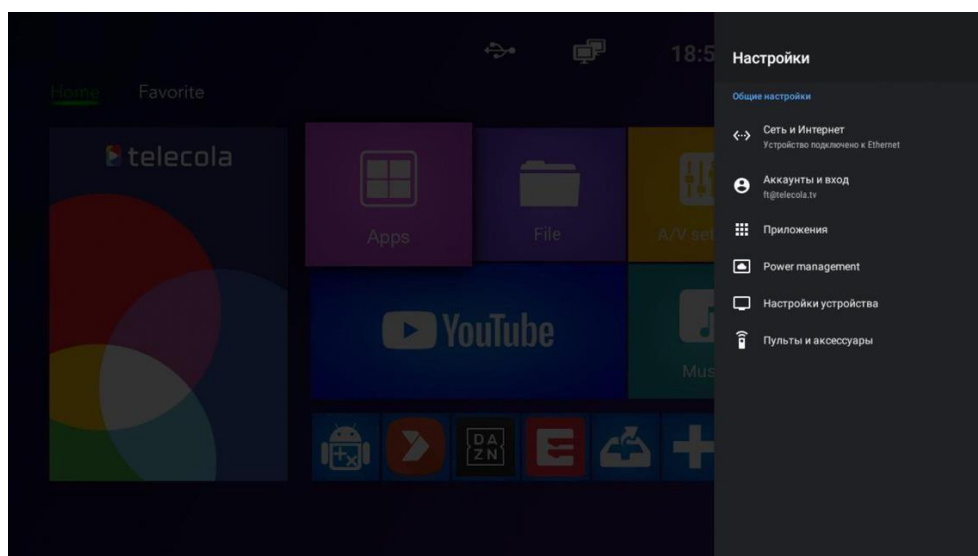 18:5
Home
Favorite
telecola
Apps
File
A/V set
YouTube
Mus
DA
ZN
Настройки
Общие настройки
Сеть и Интернет
Устройство подключено к Ethernet
Аккаунты и вход
ft@telecola.tv
Приложения
Power management
Настройки устройства
Пульты и аксессуары